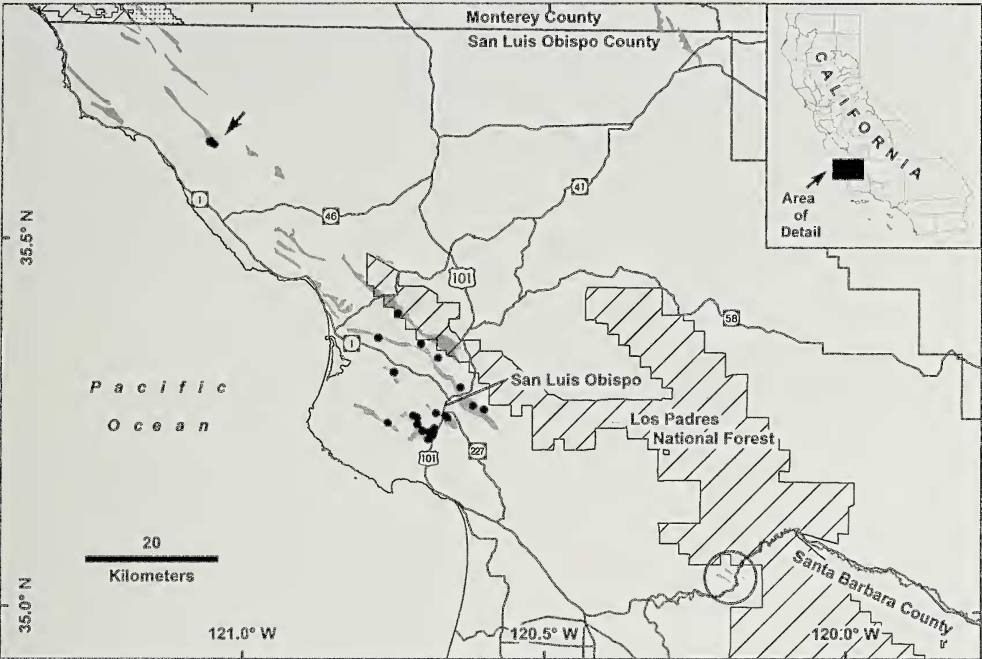 Monterey County
San Luis Obispo County
CALIFORNIA
Area
of
Detail
1
46
41
35.5° N
101
58
1
Pacific
Ocean
San Luis Obispo
Los Padres
National Forest
101
227
20
Kilometers
Santa Barbara County
35.0° N
121.0° W
120.5° W
120.0° W